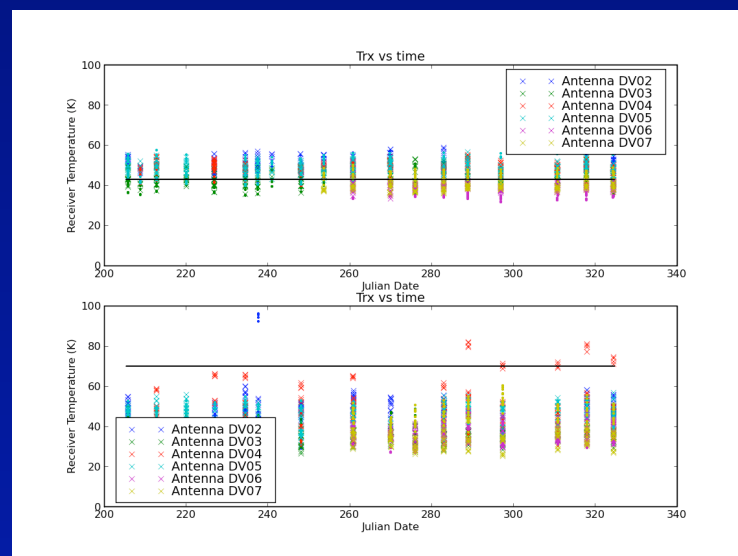 Trx vs time
100
80
60
40
20
0
Receiver Temperature (K)
Antenna DV02
Antenna DV03
Antenna DV04
Antenna DV05
Antenna DV06
Antenna DV07
200 220 240 260 280 300 320 340
Julian Date
Trx vs time
100
80
60
40
20
0
Receiver Temperature (K)
Antenna DV02
Antenna DV03
Antenna DV04
Antenna DV05
Antenna DV06
Antenna DV07
200 220 240 260 280 300 320 340
Julian Date